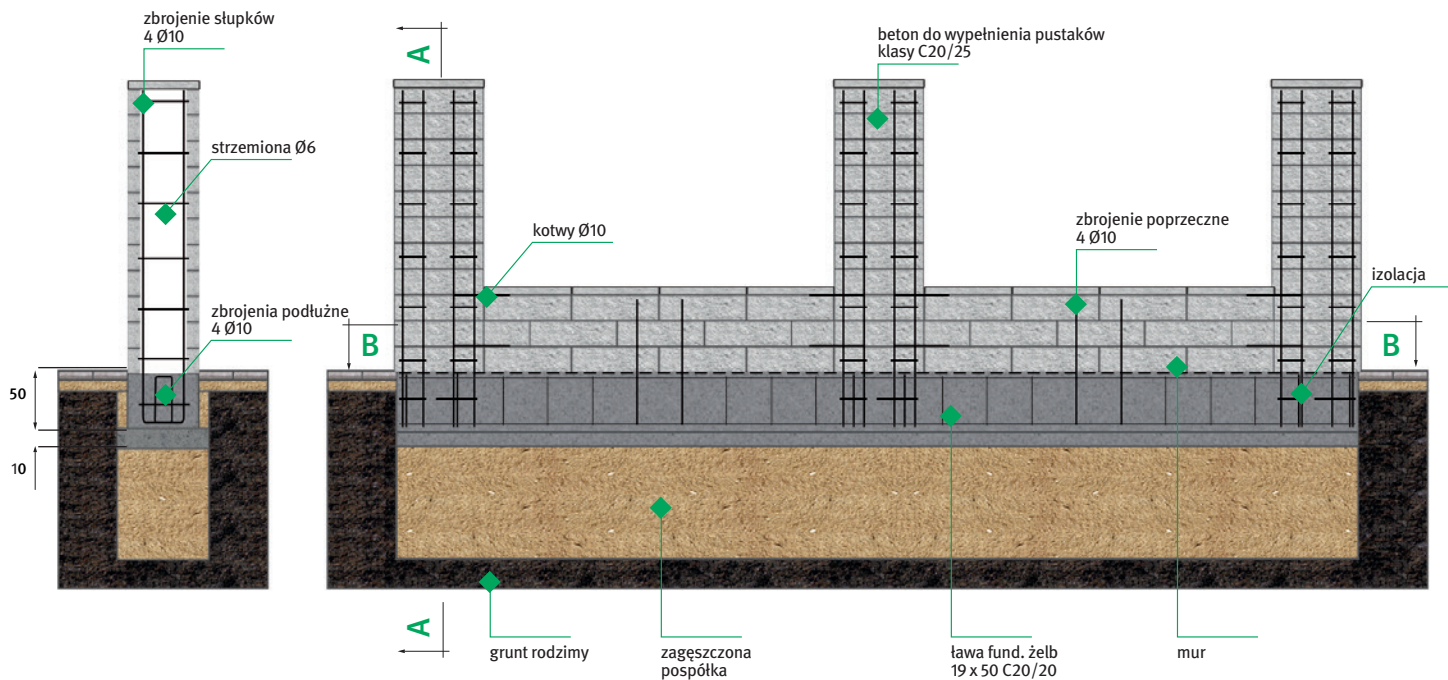 zbrojenie słupków
4 Ø10
strzemiona Ø6
zbrojenia podłużne
4 Ø10
50
10
A
beton do wypełnienia pustaków
klasy C20/25
kotwy Ø10
zbrojenie poprzeczne
4 Ø10
izolacja
B
B
A
grunt rodzimy
zagęszczona
pospółka
ława fund. żelb
19 x 50 C20/20
mur